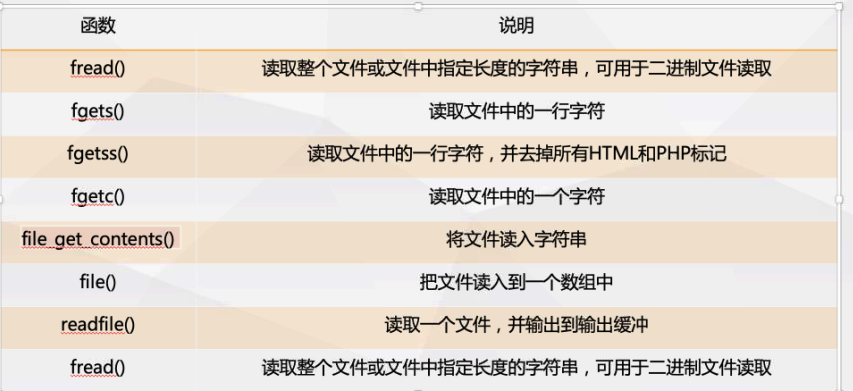 函数 说明
fread() 读取整个文件或文件中指定长度的字符串，可用于二进制文件读取
fgets() 读取文件中的一行字符
fgetss() 读取文件中的一行字符，并去掉所有HTML和PHP标记
fgetc() 读取文件中的一个字符
file_get_contents() 将文件读入字符串
file() 把文件读入到一个数组中
readfile() 读取一个文件，并输出到输出缓冲
fread() 读取整个文件或文件中指定长度的字符串，可用于二进制文件读取